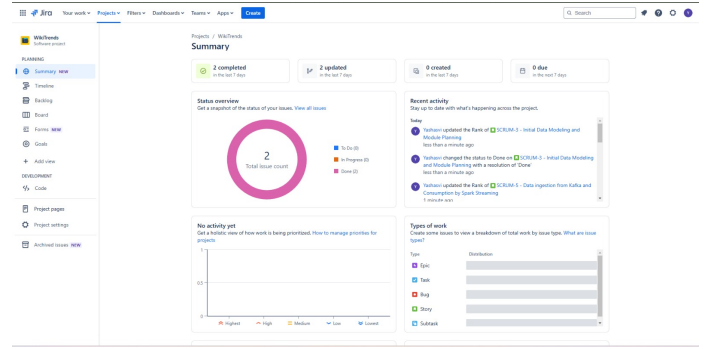 Jira
Your work
Projects
Filters
Dashboards
Teams
Apps
Create
Search
WikiTrends
Software project
PLANNING
Summary NEW
Timeline
Backlog
Board
Forms NEW
Goals
Add view
DEVELOPMENT
Code
Project pages
Project settings
Archived issues NEW
Projects / WikiTrends
Summary
2 completed
in the last 7 days
2 updated
in the last 7 days
0 created
in the last 7 days
0 due
in the next 7 days
Status overview
Get a snapshot of the status of your issues. View all issues
2
Total issue count
To Do (0)
In Progress (0)
Done (2)
Recent activity
Stay up to date with what's happening across the project.
Today
Yashasvi updated the Rank of SCRUM-3 - Initial Data Modeling and
Module Planning
less than a minute ago
Yashasvi changed the status to Done on SCRUM-3 - Initial Data Modeling
and Module Planning with a resolution of 'Done'
less than a minute ago
Yashasvi updated the Rank of SCRUM-5 - Data ingestion from Kafka and
Consumption by Spark Streaming
1 minute ago
No activity yet
Get a holistic view of how work is being prioritized. How to manage priorities for
projects
1
0.5
0
Highest
High
Medium
Low
Lowest
Types of work
Create some issues to view a breakdown of total work by issue type. What are issue
types?
Type
Distribution
Epic
Task
Bug
Story
Subtask